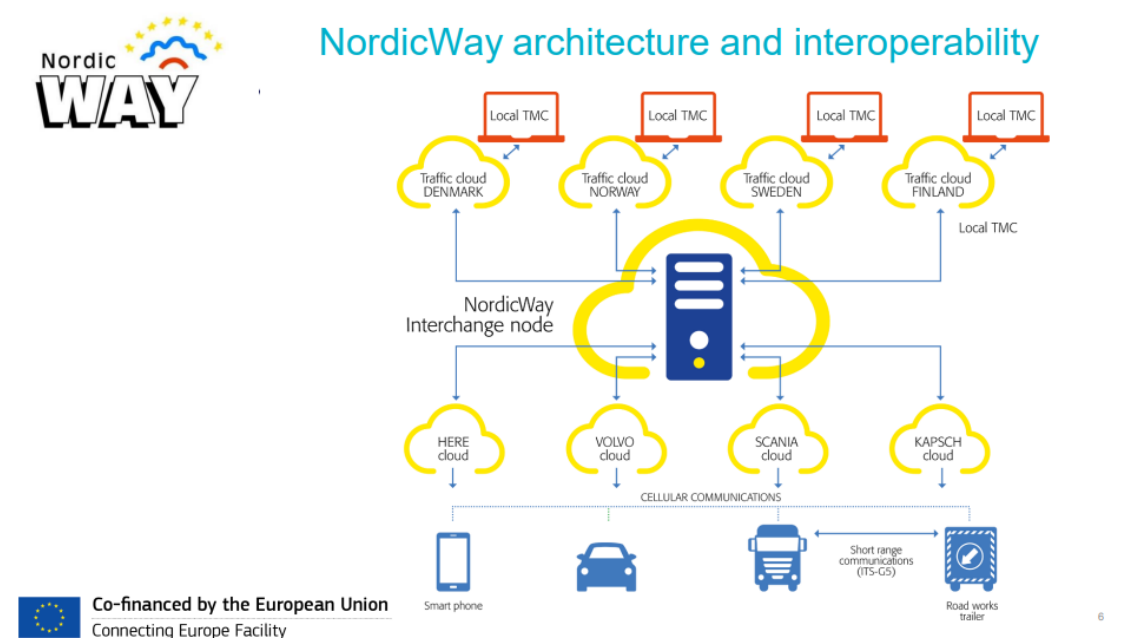 Nordic
WAY
NordicWay architecture and interoperability
Local TMC
Local TMC
Local TMC
Local TMC
Traffic cloud
DENMARK
Traffic cloud
NORWAY
Traffic cloud
SWEDEN
Traffic cloud
FINLAND
Local TMC
NordicWay
Interchange node
HERE
cloud
VOLVO
cloud
SCANIA
cloud
KAPSCH
cloud
CELLULAR COMMUNICATIONS
Short range
communications
(ITS-G5)
Smart phone
Road works
trailer
Co-financed by the European Union
Connecting Europe Facility
6